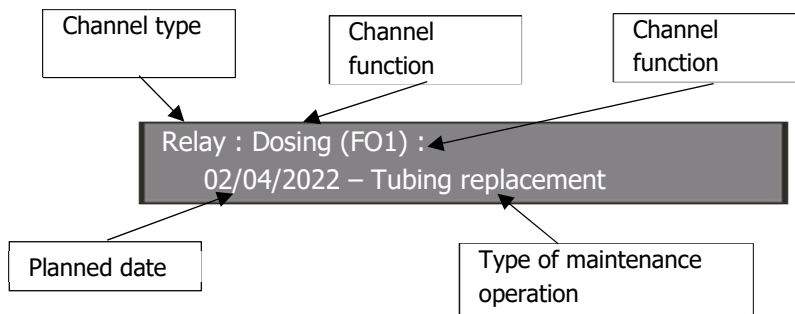 Channel type
Channel
function
Channel
function
Relay : Dosing (FO1) :
02/04/2022 – Tubing replacement
Planned date
Type of maintenance
operation